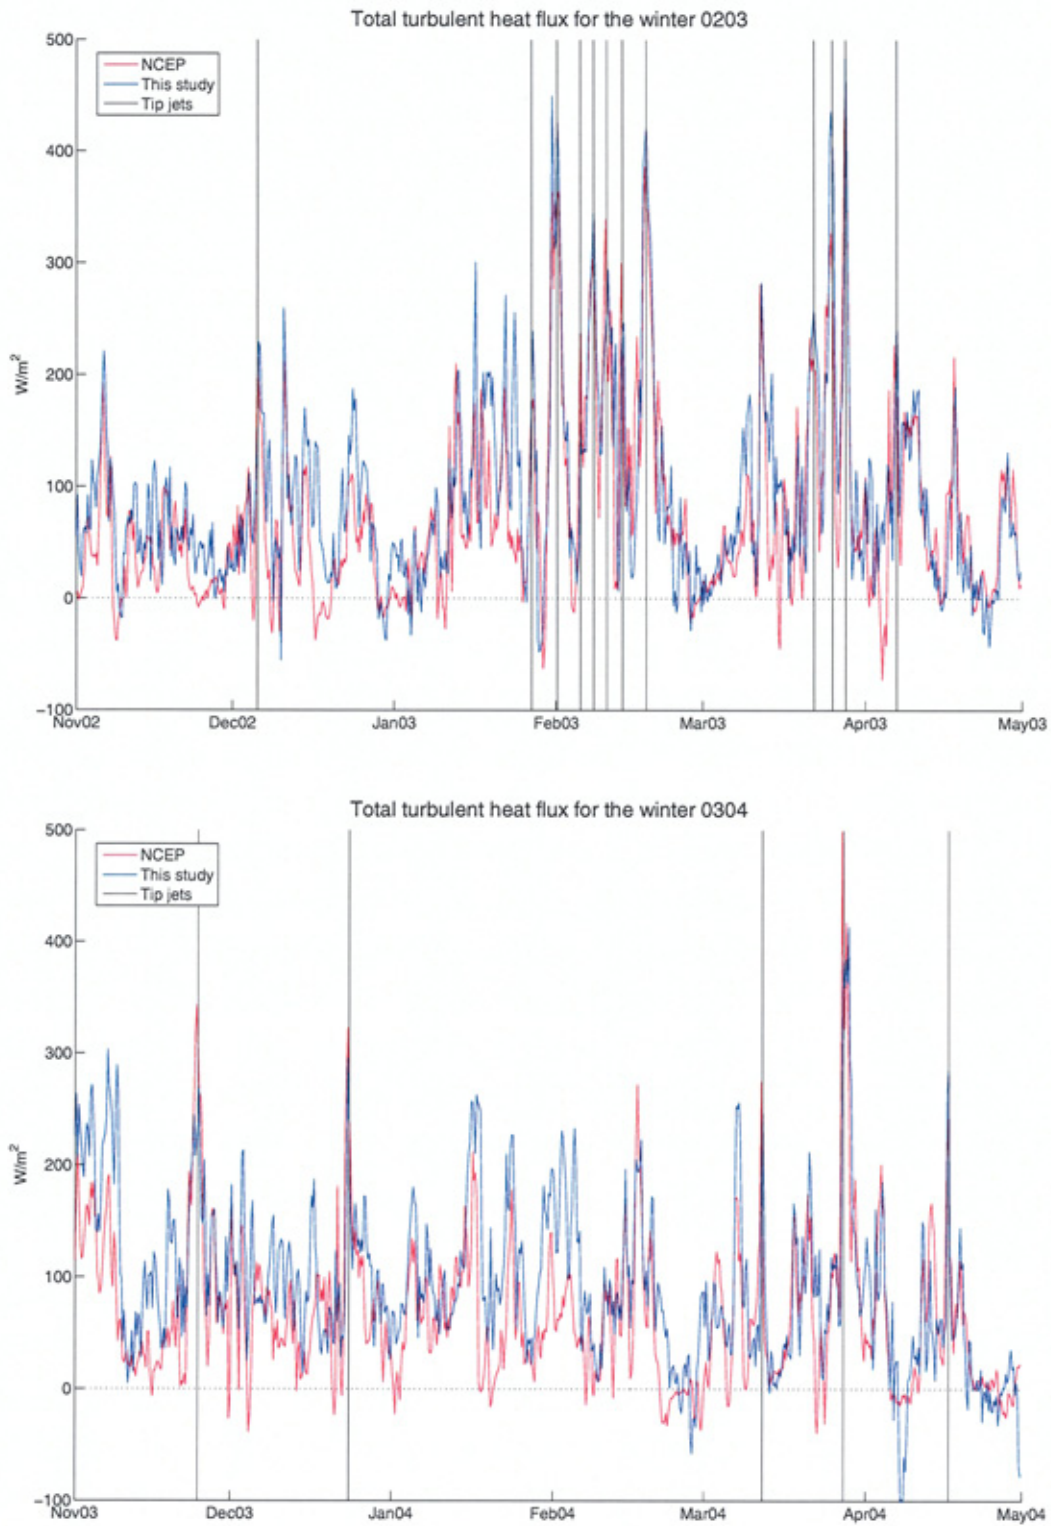 Total turbulent heat flux for the winter 0203
500
400
300
200
100
0
−100
W/m²
NCEP
This study
Tip jets
Nov02 Dec02 Jan03 Feb03 Mar03 Apr03 May03
Total turbulent heat flux for the winter 0304
500
400
300
200
100
0
−100
W/m²
NCEP
This study
Tip jets
Nov03 Dec03 Jan04 Feb04 Mar04 Apr04 May04